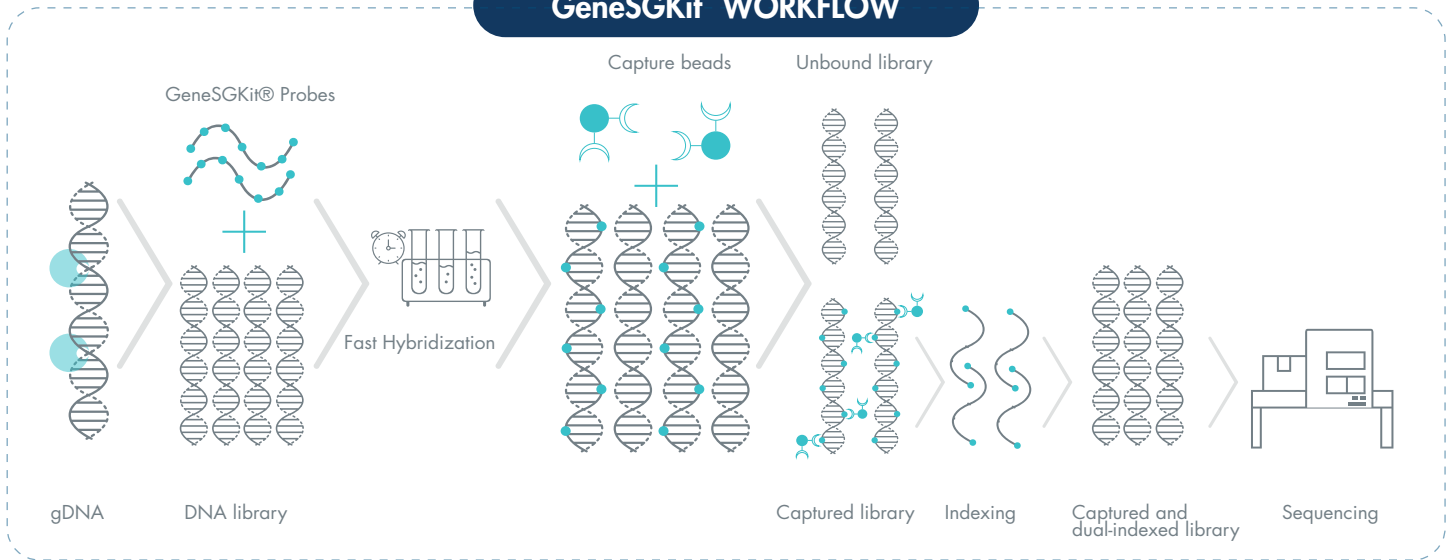 GeneSGKit WORKFLOW
Capture beads
Unbound library
GeneSGKit® Probes
Fast Hybridization
gDNA
DNA library
Captured library
Indexing
Captured and
dual-indexed library
Sequencing